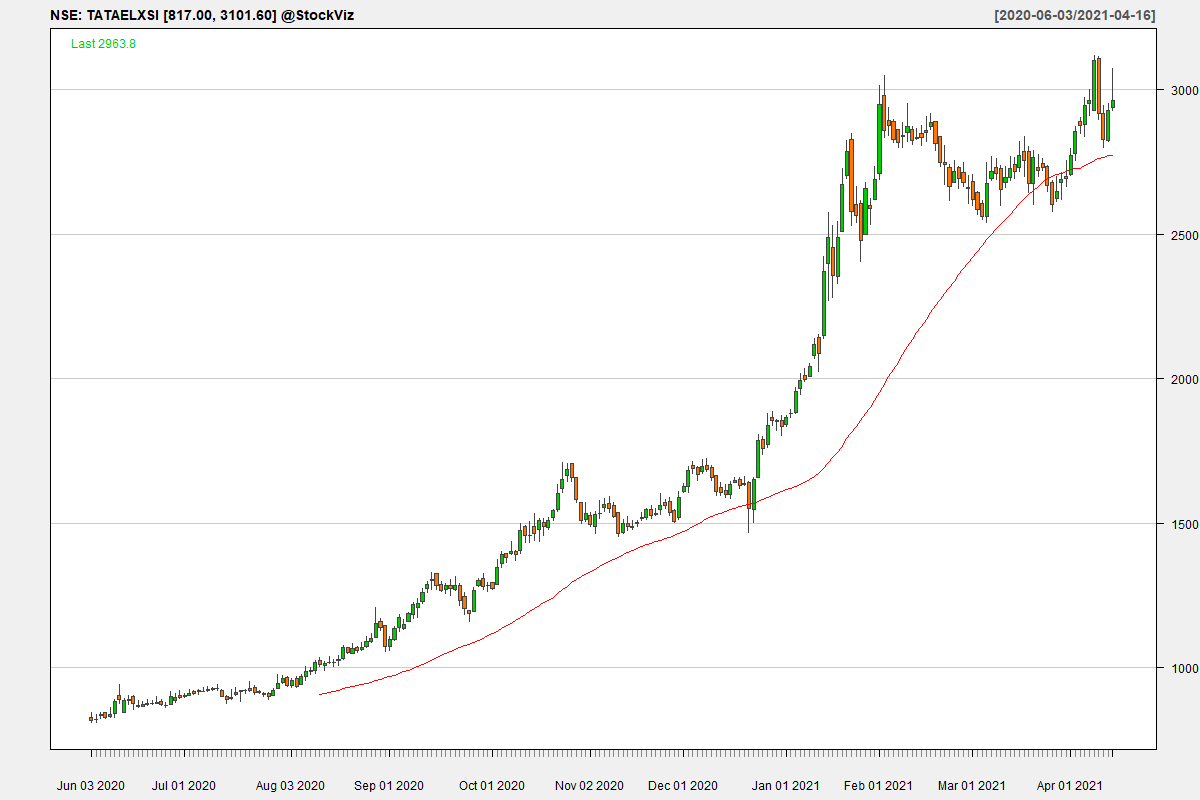 NSE: TATAELXSI [817.00, 3101.60] @StockViz [2020-06-03/2021-04-16]
Last 2963.8
3000
2500
2000
1500
1000
Jun 03 2020 Jul 01 2020 Aug 03 2020 Sep 01 2020 Oct 01 2020 Nov 02 2020 Dec 01 2020 Jan 01 2021 Feb 01 2021 Mar 01 2021 Apr 01 2021